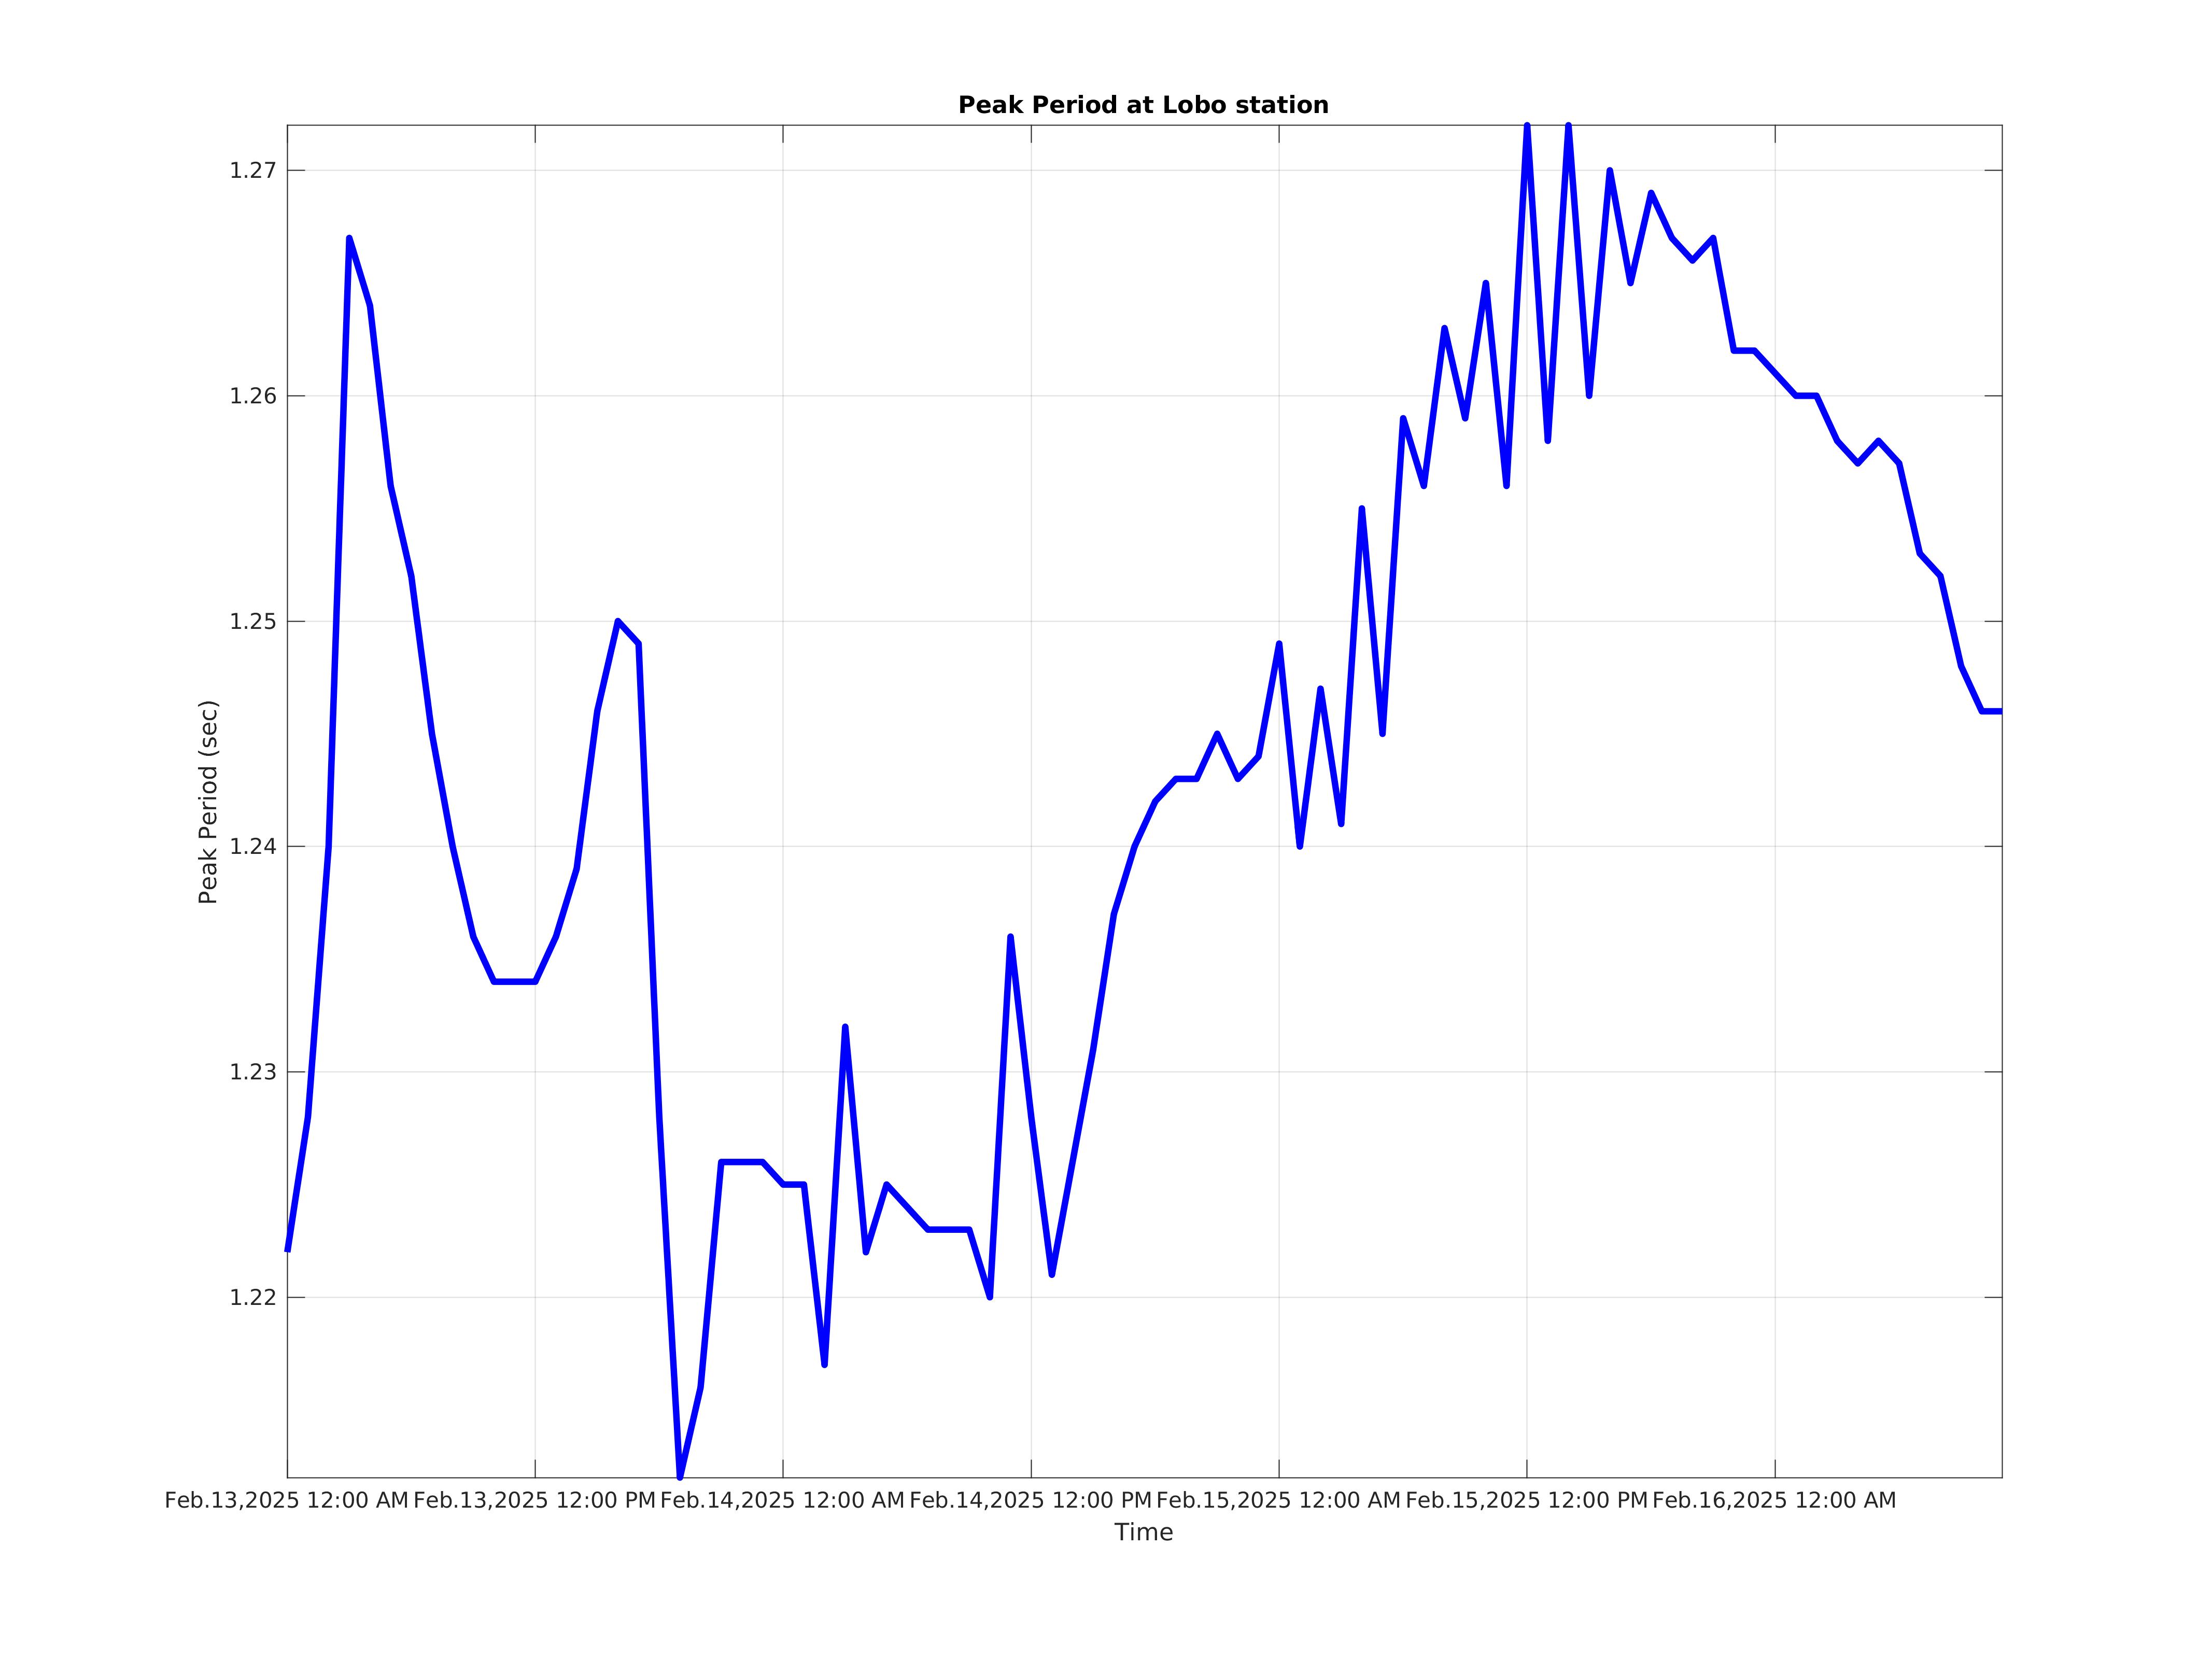 Peak Period at Lobo station
1.27
1.26
1.25
1.24
1.23
1.22
Peak Period (sec)
Feb.13,2025 12:00 AM Feb.13,2025 12:00 PM Feb.14,2025 12:00 AM Feb.14,2025 12:00 PM Feb.15,2025 12:00 AM Feb.15,2025 12:00 PM Feb.16,2025 12:00 AM
Time